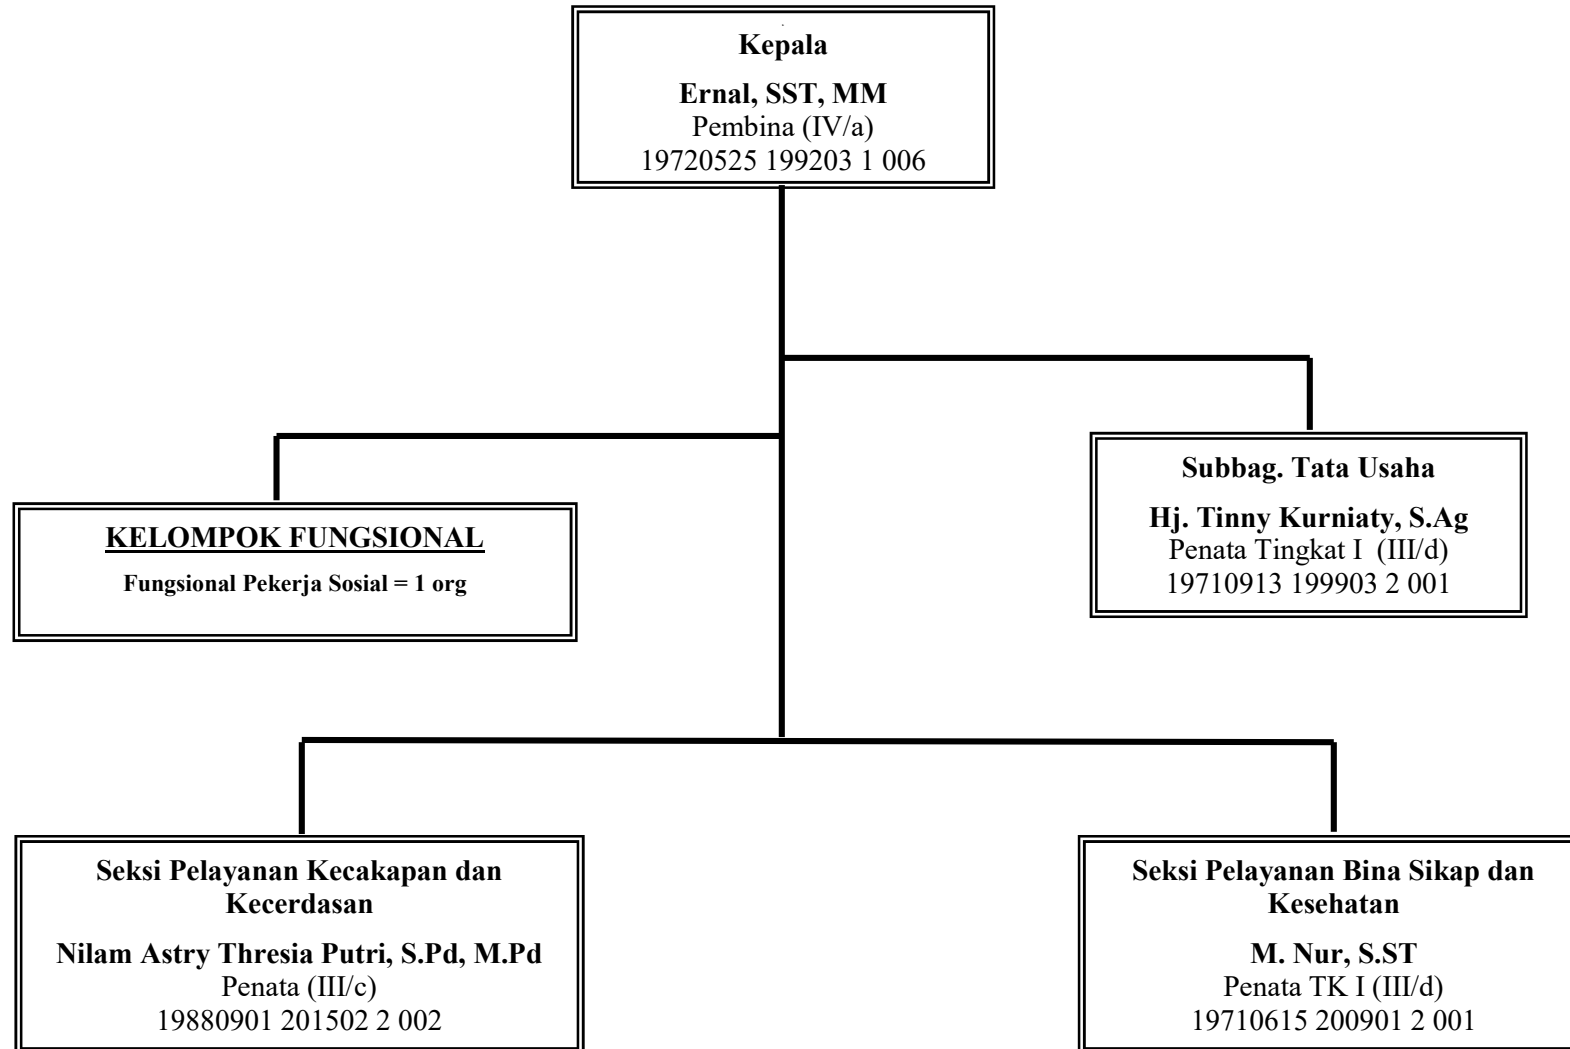 Kepala
Ernal, SST, MM
Pembina (IV/a)
19720525 199203 1 006
Subbag. Tata Usaha
Hj. Tinny Kurniaty, S.Ag
Penata Tingkat I (III/d)
19710913 199903 2 001
KELOMPOK FUNGSIONAL
Fungsional Pekerja Sosial = 1 org
Seksi Pelayanan Kecakapan dan
Kecerdasan
Nilam Astry Thresia Putri, S.Pd, M.Pd
Penata (III/c)
19880901 201502 2 002
Seksi Pelayanan Bina Sikap dan
Kesehatan
M. Nur, S.ST
Penata TK I (III/d)
19710615 200901 2 001